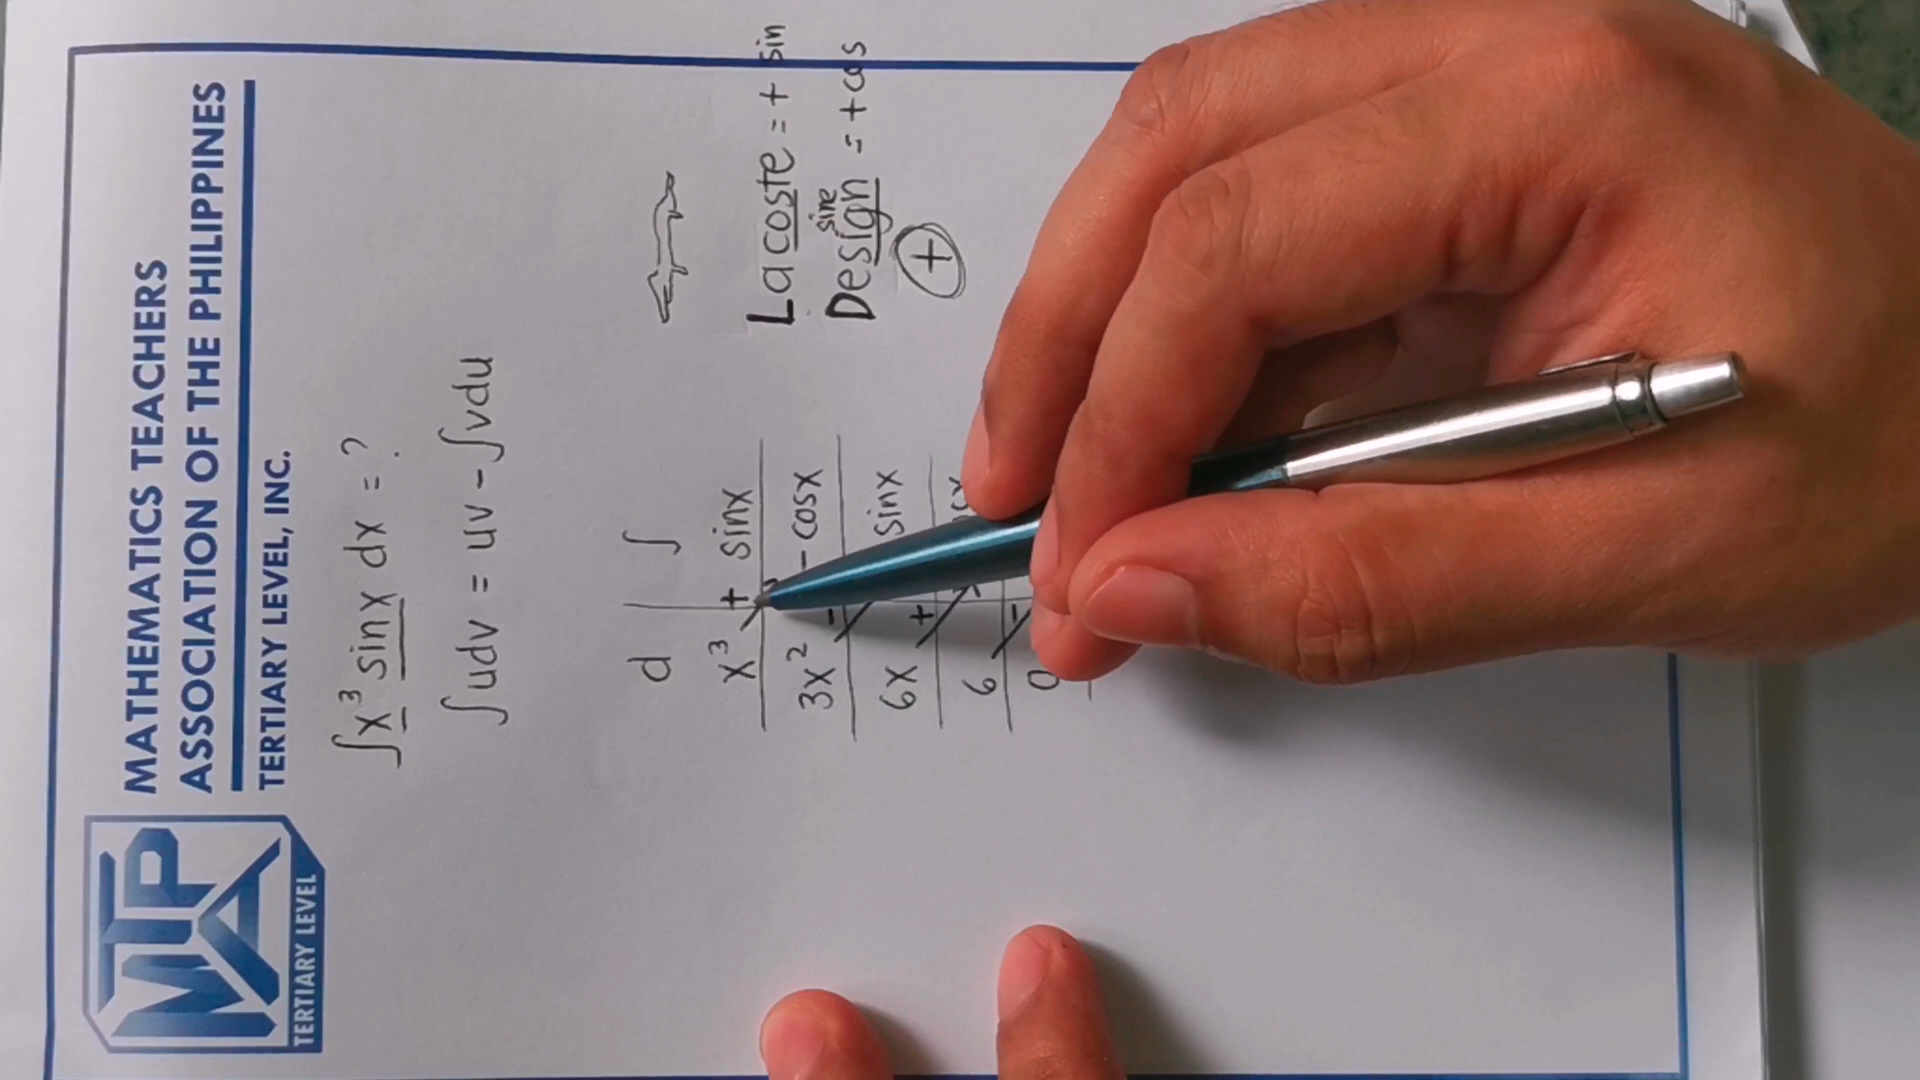 MTAP
TERTIARY LEVEL
MATHEMATICS TEACHERS
ASSOCIATION OF THE PHILIPPINES
TERTIARY LEVEL, INC.
∫x³ sinx dx = ?
∫udv = uv - ∫vdu
d ∫
x³ + sinx
3x² - -cosx
6x + sinx
6 -
0
Lacoste = + sin
sine
Design = +cos
+